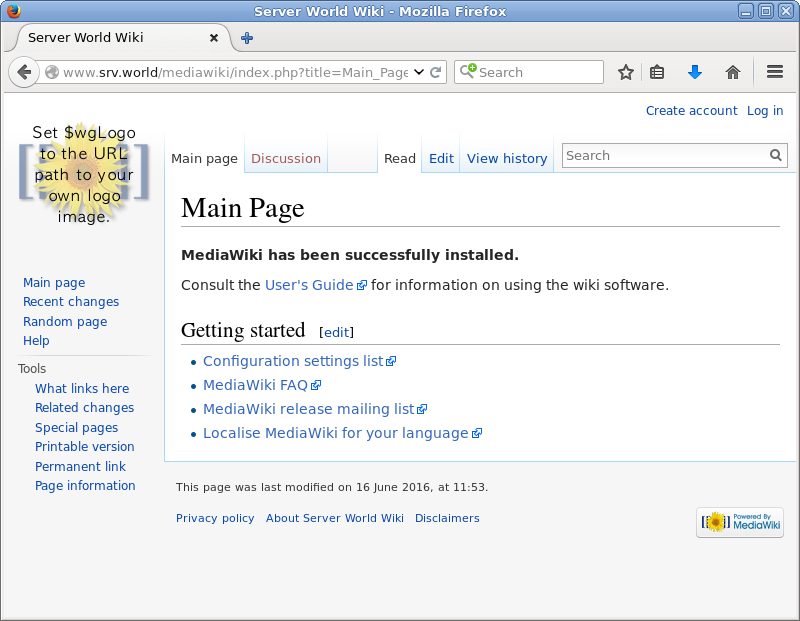 Server World Wiki - Mozilla Firefox
Server World Wiki
www.srv.world/mediawiki/index.php?title=Main_Page
Search
Create account Log in
Set $wgLogo
to the URL
path to your
own logo
image.
Main page Discussion Read Edit View history Search
Main Page
MediaWiki has been successfully installed.
Consult the User's Guide for information on using the wiki software.
Getting started [edit]
Configuration settings list
MediaWiki FAQ
MediaWiki release mailing list
Localise MediaWiki for your language
Main page
Recent changes
Random page
Help
Tools
What links here
Related changes
Special pages
Printable version
Permanent link
Page information
This page was last modified on 16 June 2016, at 11:53.
Privacy policy About Server World Wiki Disclaimers
Powered By
MediaWiki